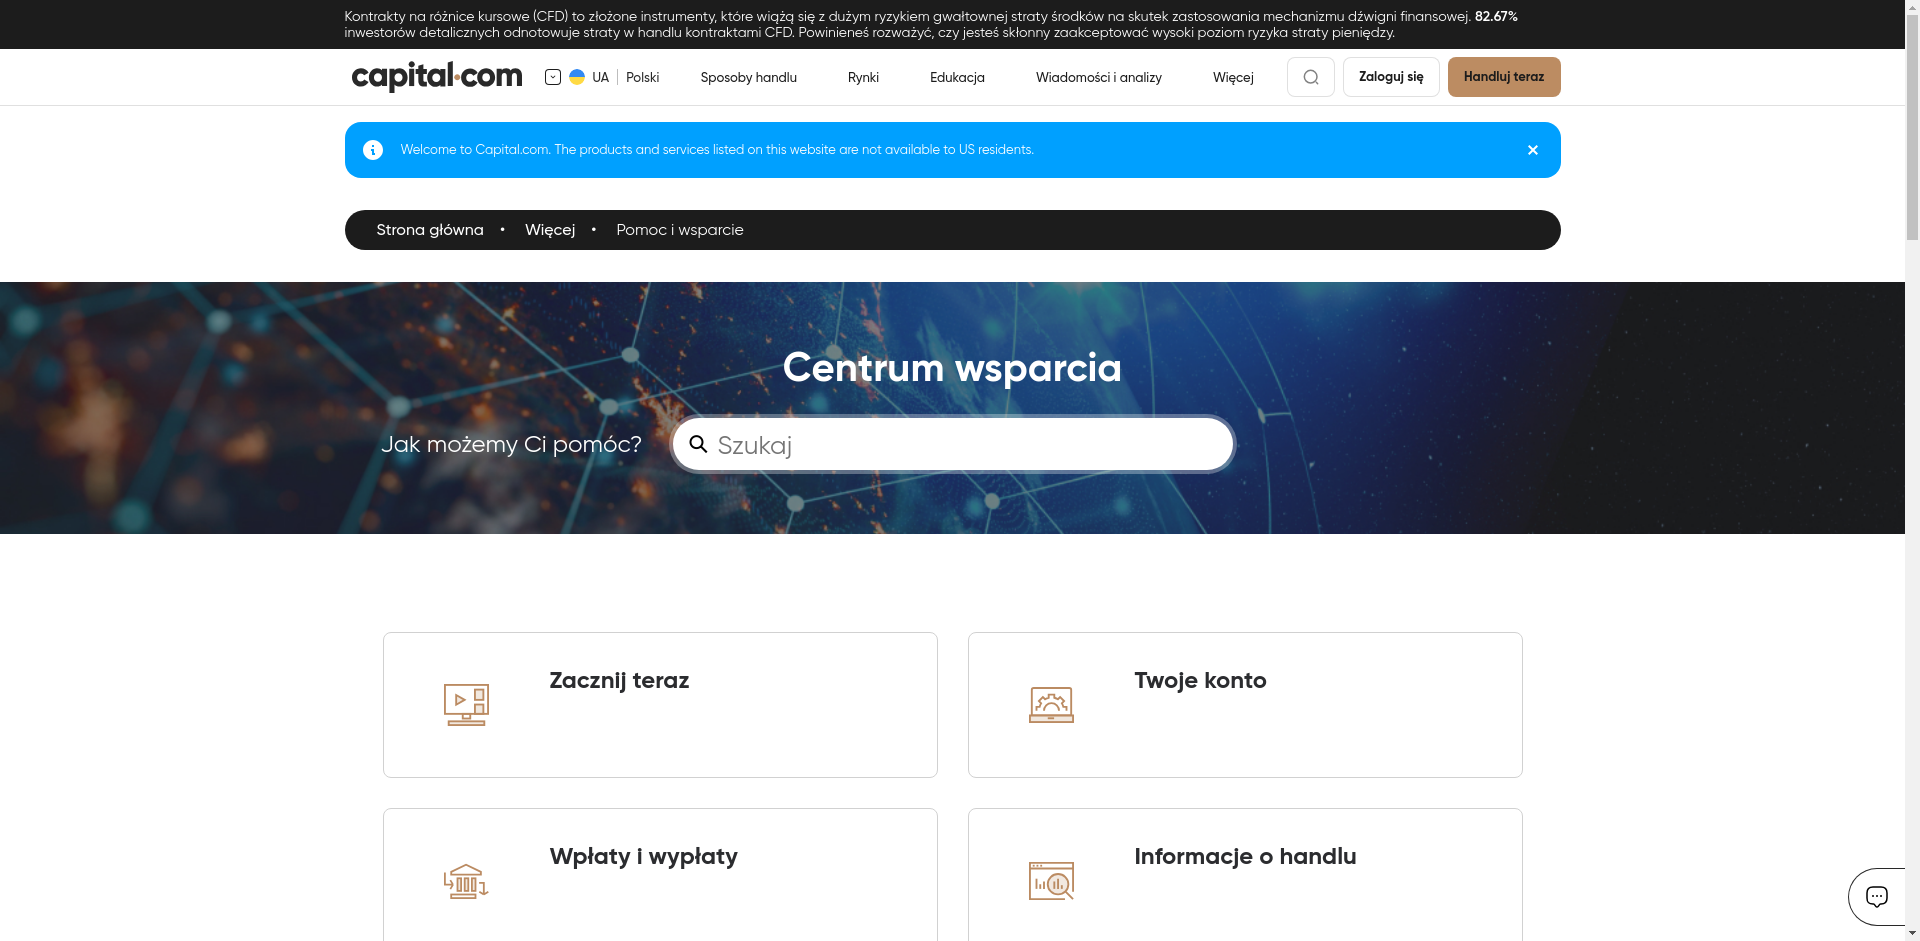 Kontrakty na różnice kursowe (CFD) to złożone instrumenty, które wiążą się z dużym ryzykiem gwałtownej straty środków na skutek zastosowania mechanizmu dźwigni finansowej. 82.67%
inwestorów detalicznych odnotowuje straty w handlu kontraktami CFD. Powinieneś rozważyć, czy jesteś skłonny zaakceptować wysoki poziom ryzyka straty pieniędzy.
capital.com UA Polski Sposoby handlu Rynki Edukacja Wiadomości i analizy Więcej Zaloguj się Handluj teraz
Welcome to Capital.com. The products and services listed on this website are not available to US residents.
Strona główna • Więcej • Pomoc i wsparcie
Centrum wsparcia
Jak możemy Ci pomóc? Szukaj
Zacznij teraz
Twoje konto
Wpłaty i wypłaty
Informacje o handlu